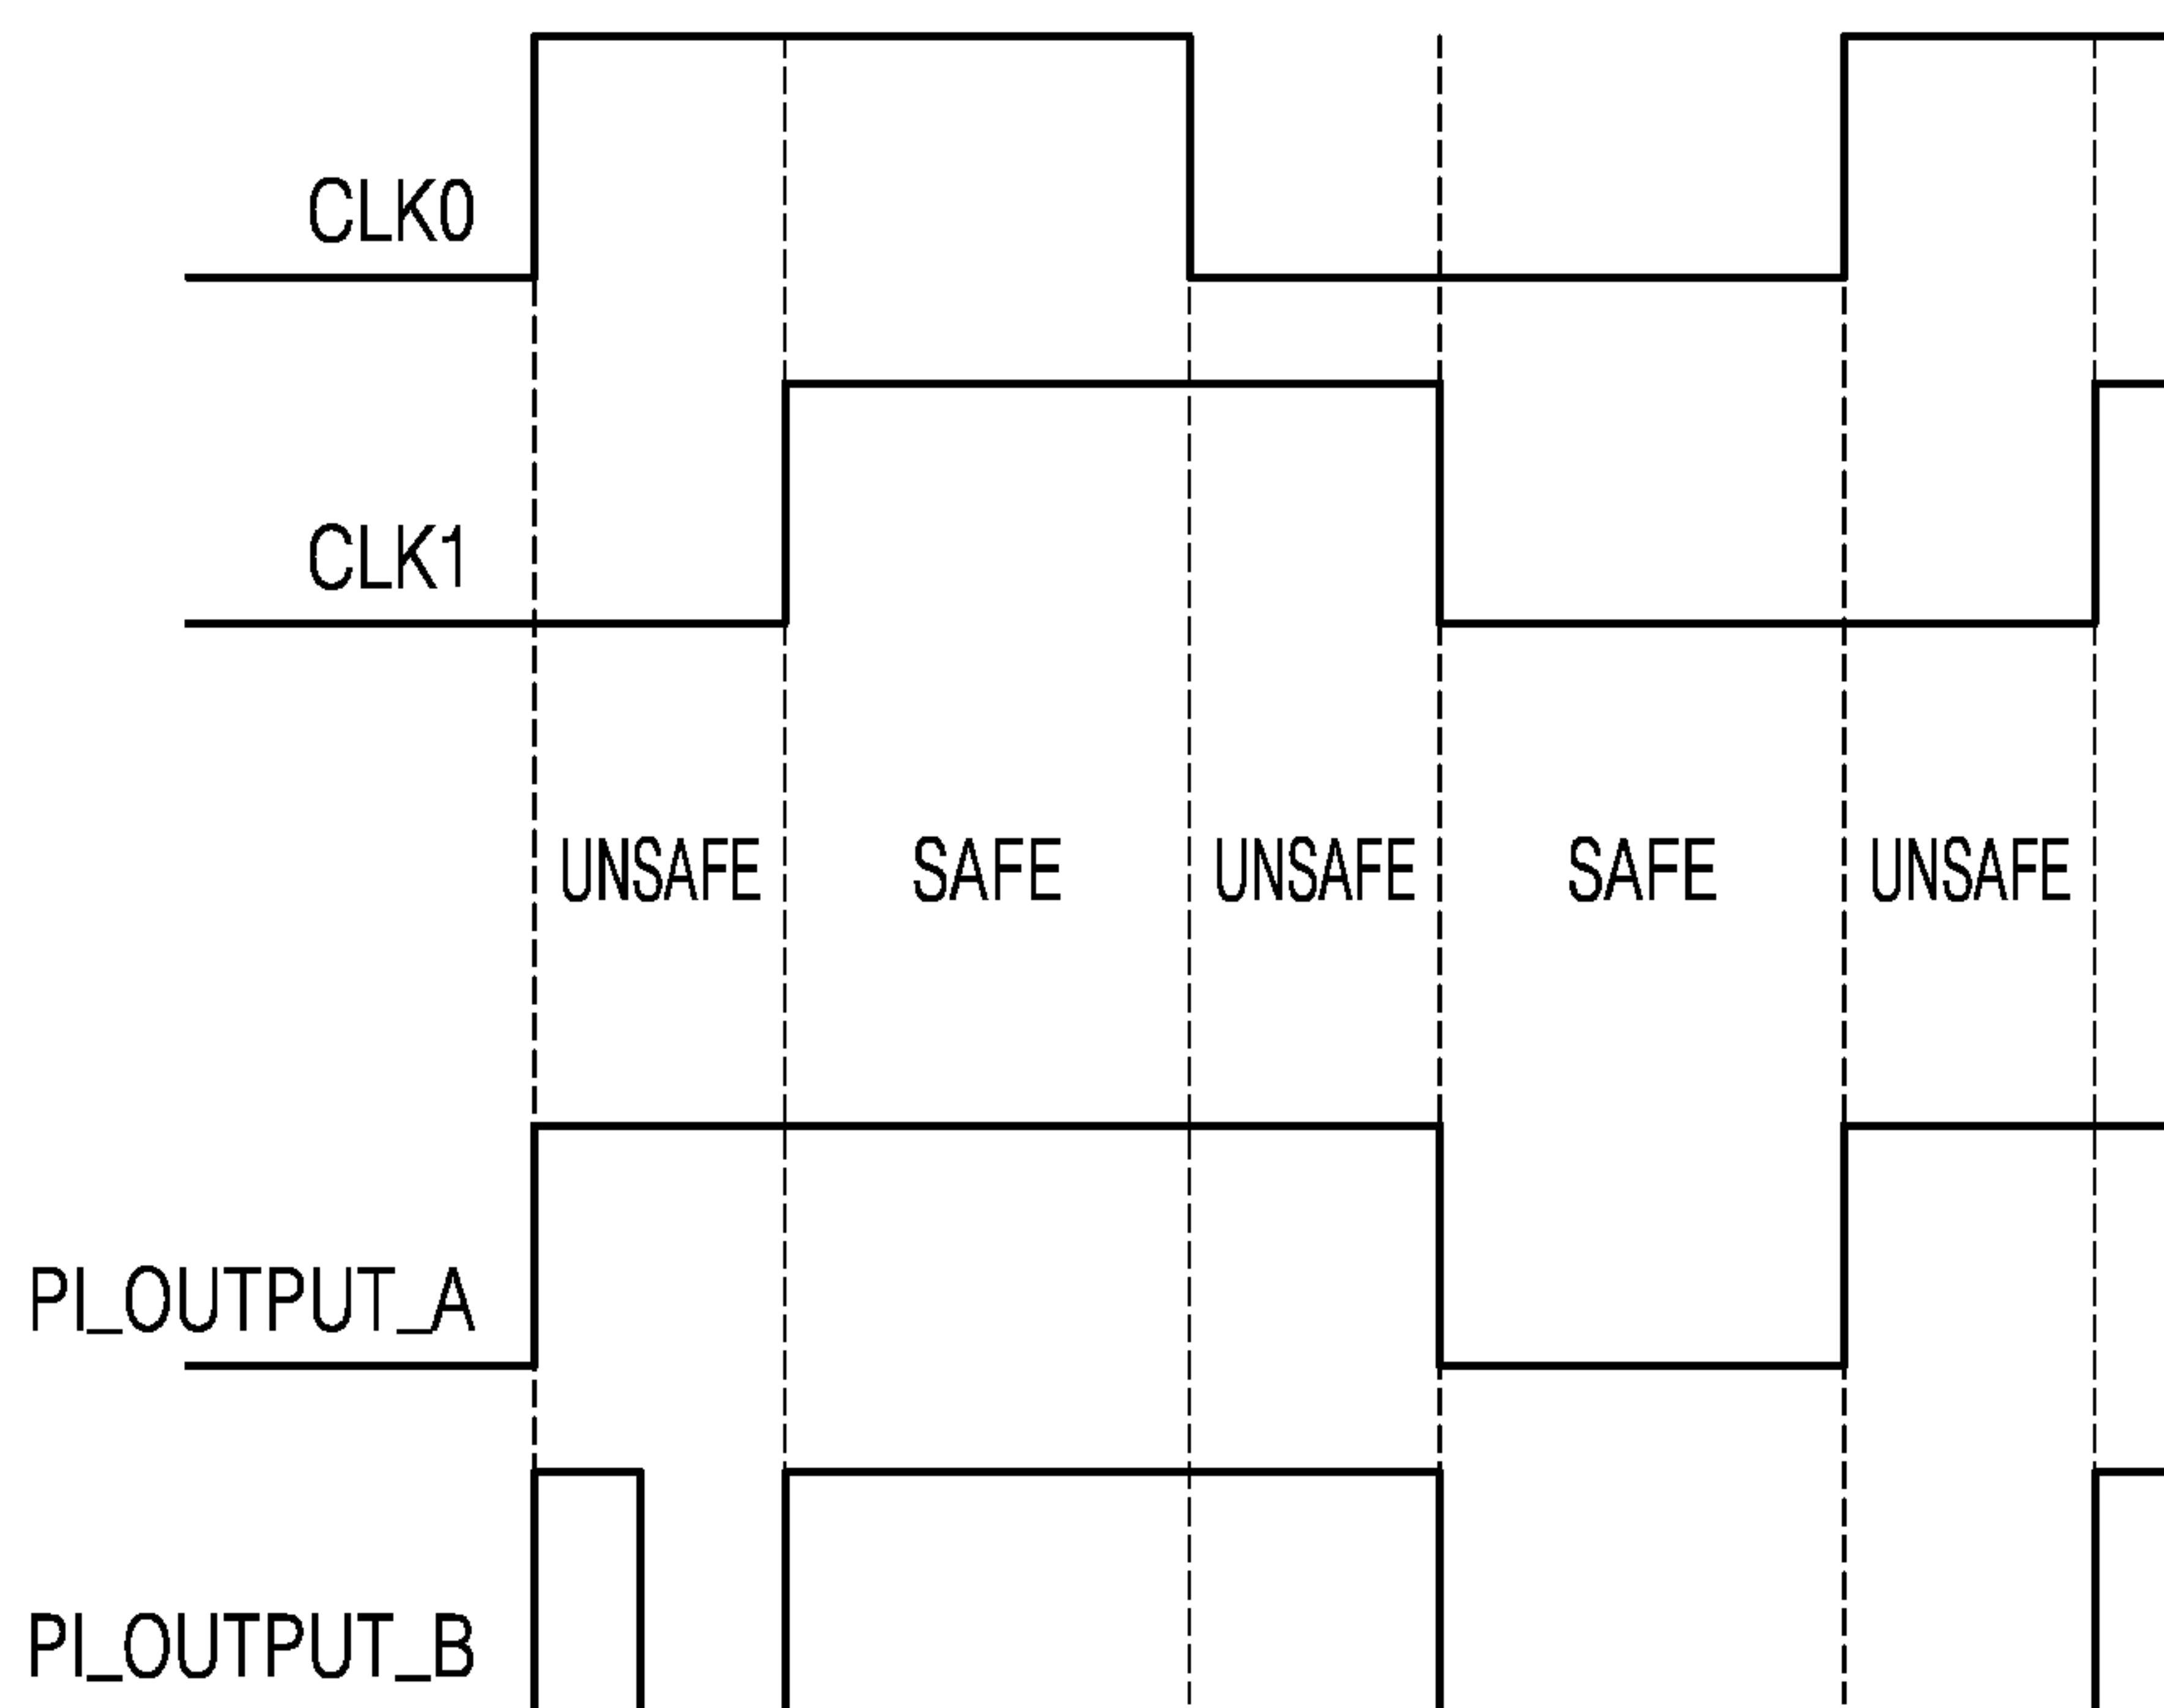 CLK0
CLK1
UNSAFE SAFE UNSAFE SAFE UNSAFE
PI_OUTPUT_A
PI_OUTPUT_B